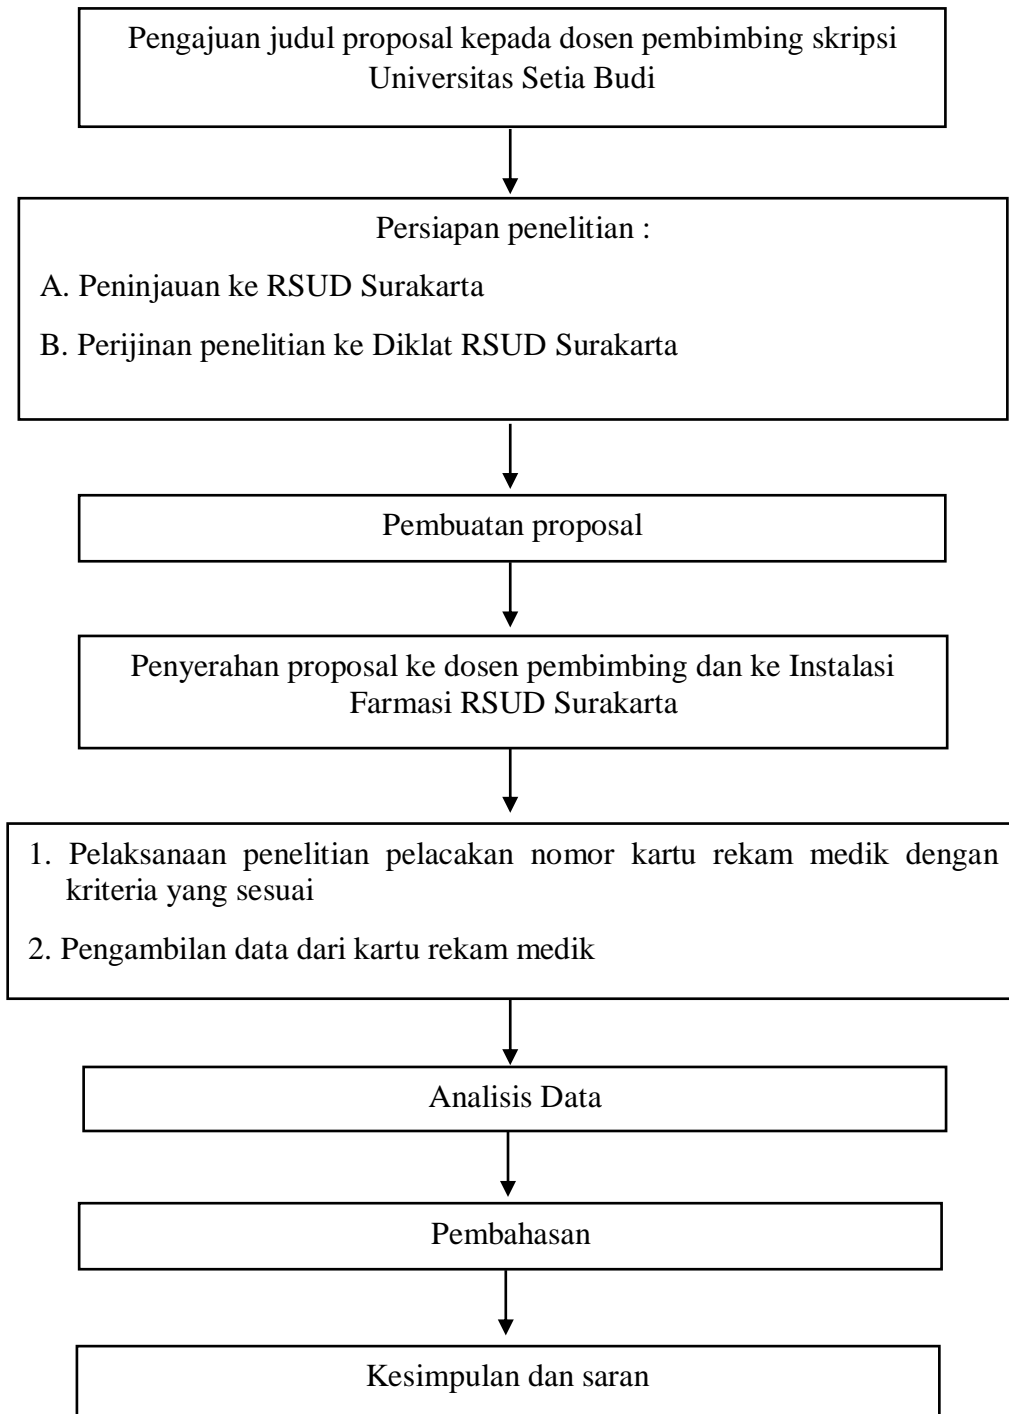 Pengajuan judul proposal kepada dosen pembimbing skripsi
Universitas Setia Budi
Persiapan penelitian :
A. Peninjauan ke RSUD Surakarta
B. Perijinan penelitian ke Diklat RSUD Surakarta
Pembuatan proposal
Penyerahan proposal ke dosen pembimbing dan ke Instalasi
Farmasi RSUD Surakarta
1. Pelaksanaan penelitian pelacakan nomor kartu rekam medik dengan
kriteria yang sesuai
2. Pengambilan data dari kartu rekam medik
Analisis Data
Pembahasan
Kesimpulan dan saran